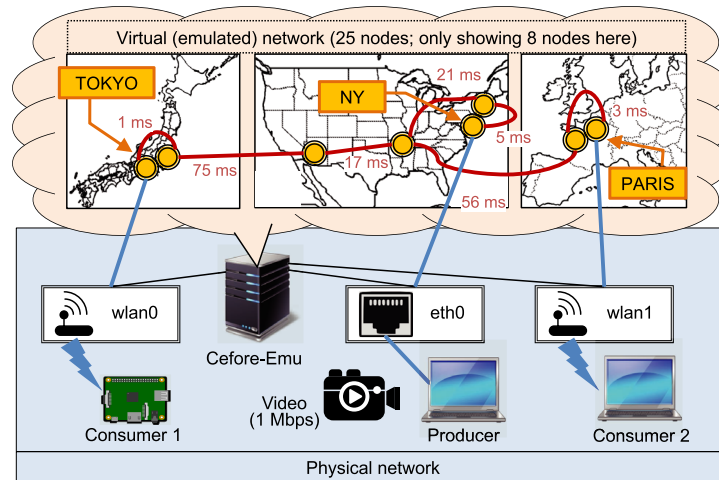 Virtual (emulated) network (25 nodes; only showing 8 nodes here)
TOKYO
1 ms
75 ms
21 ms
NY
17 ms
5 ms
56 ms
3 ms
PARIS
wlan0
Cefore-Emu
eth0
wlan1
Consumer 1
Video
(1 Mbps)
Producer
Consumer 2
Physical network